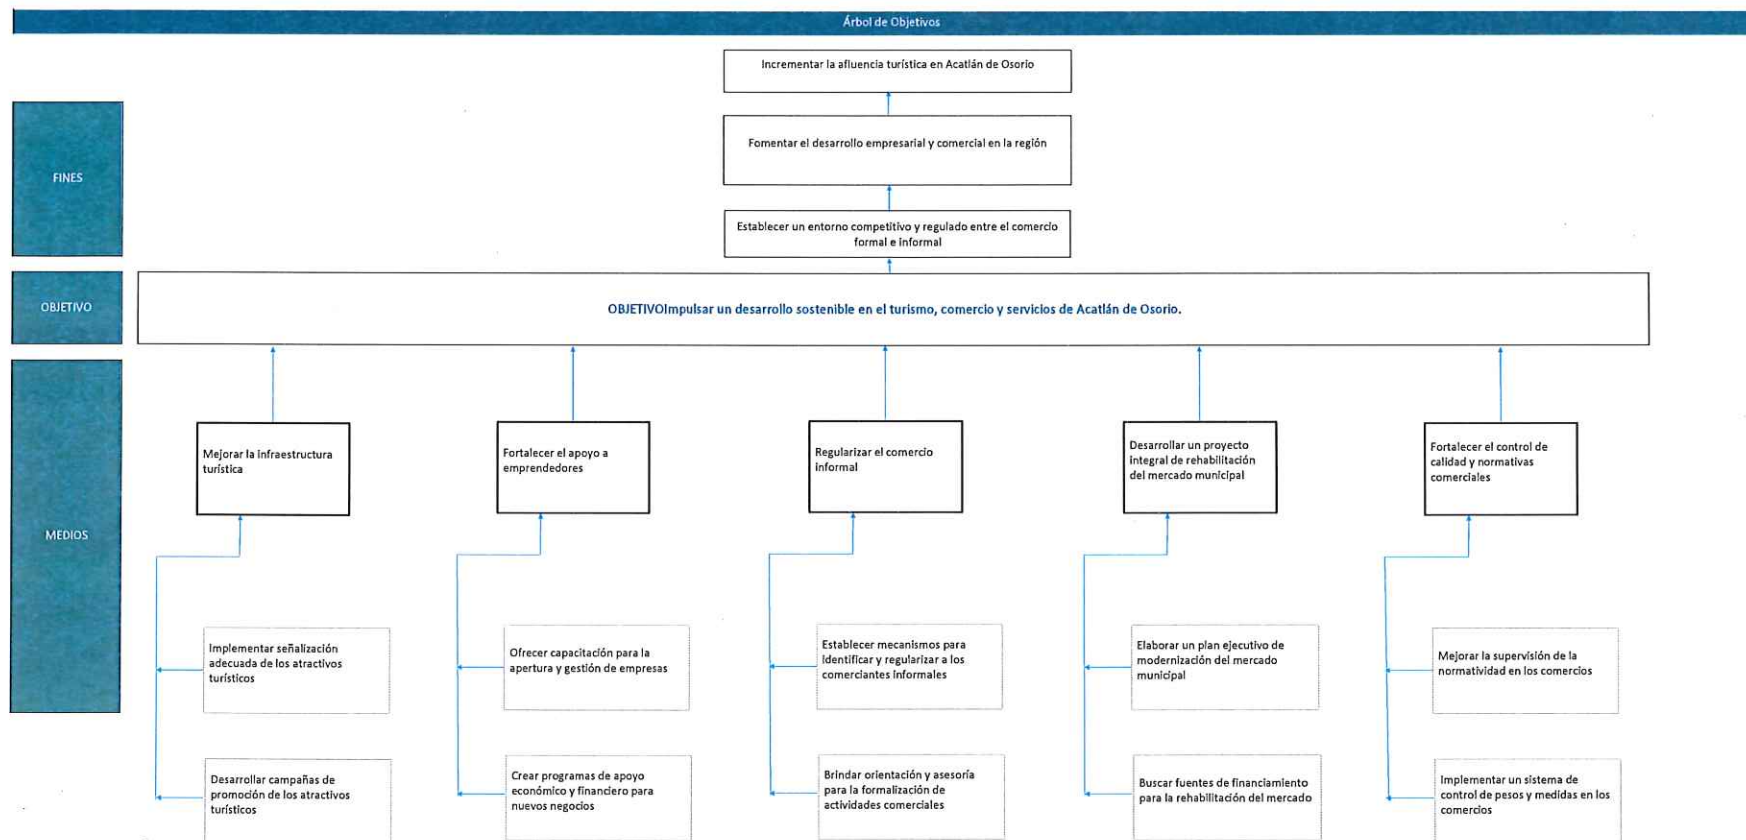 Árbol de Objetivos
Incrementar la afluencia turística en Acatlán de Osorio
FINES
Fomentar el desarrollo empresarial y comercial en la región
Establecer un entorno competitivo y regulado entre el comercio
formal e informal
OBJETIVO
OBJETIVOImpulsar un desarrollo sostenible en el turismo, comercio y servicios de Acatlán de Osorio.
MEDIOS
Mejorar la infraestructura
turística
Fortalecer el apoyo a
emprendedores
Regularizar el comercio
informal
Desarrollar un proyecto
integral de rehabilitación
del mercado municipal
Fortalecer el control de
calidad y normativas
comerciales
Implementar señalización
adecuada de los atractivos
turísticos
Ofrecer capacitación para la
apertura y gestión de empresas
Establecer mecanismos para
identificar y regularizar a los
comerciantes informales
Elaborar un plan ejecutivo de
modernización del mercado
municipal
Mejorar la supervisión de la
normatividad en los comercios
Desarrollar campañas de
promoción de los atractivos
turísticos
Crear programas de apoyo
económico y financiero para
nuevos negocios
Brindar orientación y asesoría
para la formalización de
actividades comerciales
Buscar fuentes de financiamiento
para la rehabilitación del mercado
Implementar un sistema de
control de pesos y medidas en los
comercios